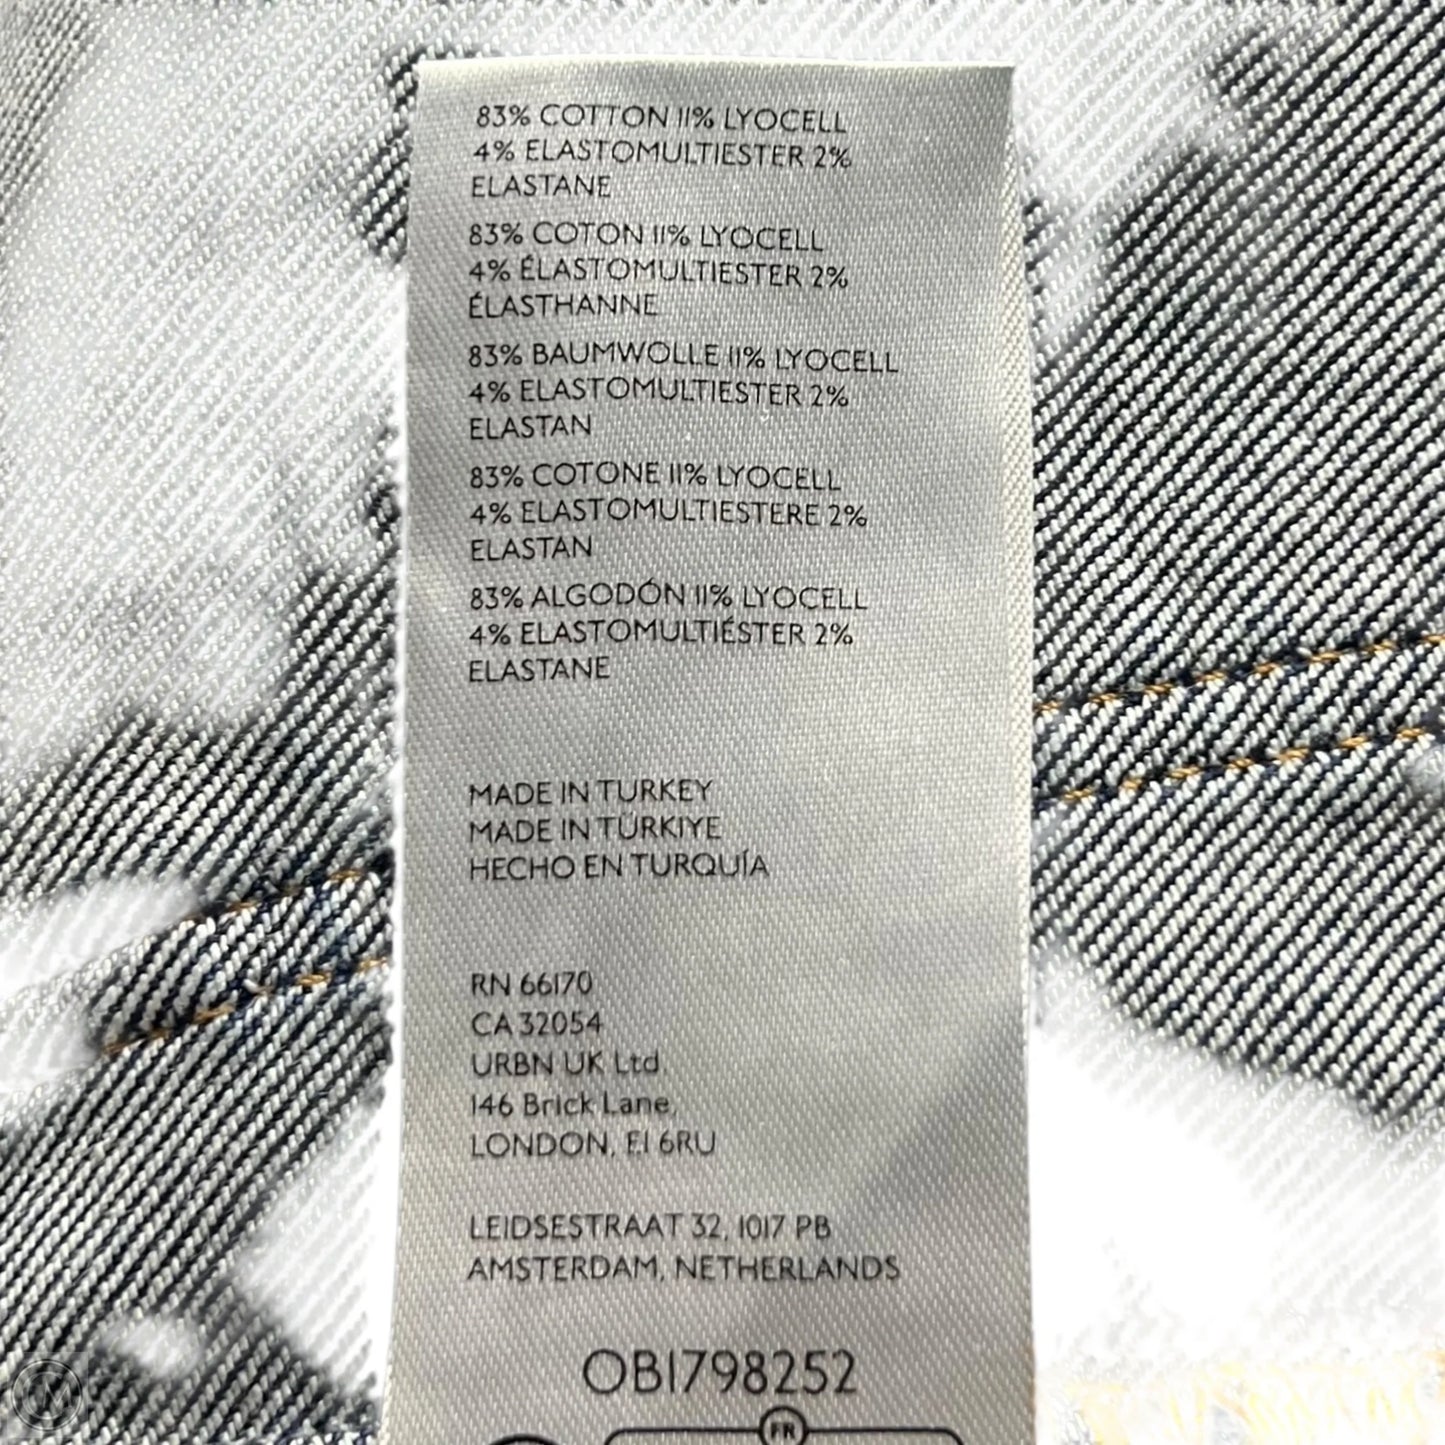 83% COTTON 11% LYOCELL
4% ELASTOMULTIESTER 2%
ELASTANE
83% COTON 11% LYOCELL
4% ÉLASTOMULTIESTER 2%
ÉLASTHANNE
83% BAUMWOLLE 11% LYOCELL
4% ELASTOMULTIESTER 2%
ELASTAN
83% COTONE 11% LYOCELL
4% ELASTOMULTIESTERE 2%
ELASTAN
83% ALGODÓN 11% LYOCELL
4% ELASTOMULTIÉSTER 2%
ELASTANE
MADE IN TURKEY
MADE IN TÜRKIYE
HECHO EN TURQUÍA
RN 66170
CA 32054
URBN UK Ltd
146 Brick Lane,
LONDON, E1 6RU
LEIDSESTRAAT 32, 1017 PB
AMSTERDAM, NETHERLANDS
OB1798252
FR